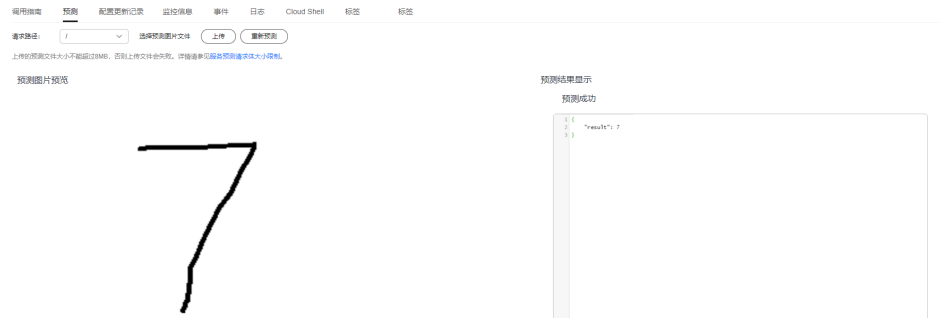 调用指南 预测 配置更新记录 监控信息 事件 日志 Cloud Shell 标签 标签
请求路径： / 选择预测图片文件 上传 重新预测
上传的预测文件大小不能超过8MB，否则上传文件会失败。详情请参见服务预测请求体大小限制。
预测图片预览 预测结果显示
预测成功
1 {
2 "result": 7
3 }
7